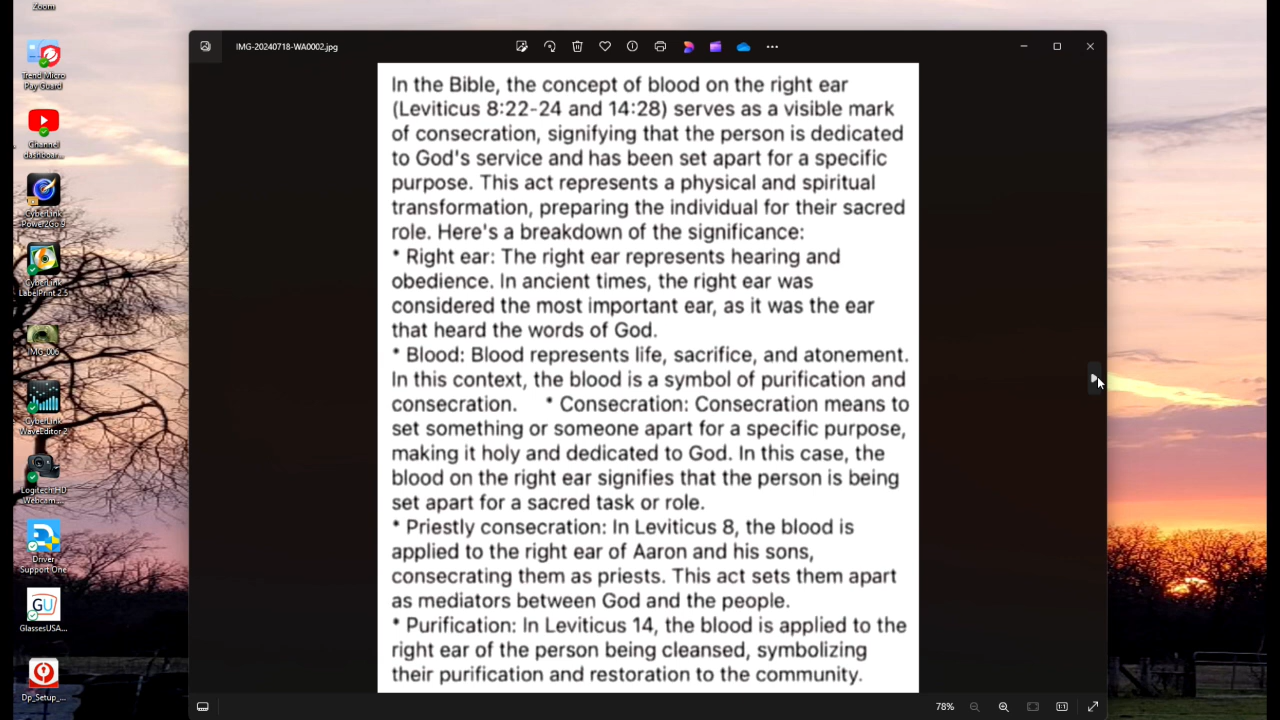 Zoom
Trend Micro
Pay Guard
Channel
dashboar...
CyberLink
Power2Go 9
CyberLink
LabelPrint 2.5
IMG-006
CyberLink
WaveEditor 2
Logitech HD
Webcam...
Driver
Support One
GU
GlassesUSA...
Dp_Setup_...
IMG-20240718-WA0002.jpg
In the Bible, the concept of blood on the right ear
(Leviticus 8:22-24 and 14:28) serves as a visible mark
of consecration, signifying that the person is dedicated
to God's service and has been set apart for a specific
purpose. This act represents a physical and spiritual
transformation, preparing the individual for their sacred
role. Here's a breakdown of the significance:
* Right ear: The right ear represents hearing and
obedience. In ancient times, the right ear was
considered the most important ear, as it was the ear
that heard the words of God.
* Blood: Blood represents life, sacrifice, and atonement.
In this context, the blood is a symbol of purification and
consecration. * Consecration: Consecration means to
set something or someone apart for a specific purpose,
making it holy and dedicated to God. In this case, the
blood on the right ear signifies that the person is being
set apart for a sacred task or role.
* Priestly consecration: In Leviticus 8, the blood is
applied to the right ear of Aaron and his sons,
consecrating them as priests. This act sets them apart
as mediators between God and the people.
* Purification: In Leviticus 14, the blood is applied to the
right ear of the person being cleansed, symbolizing
their purification and restoration to the community.
78%